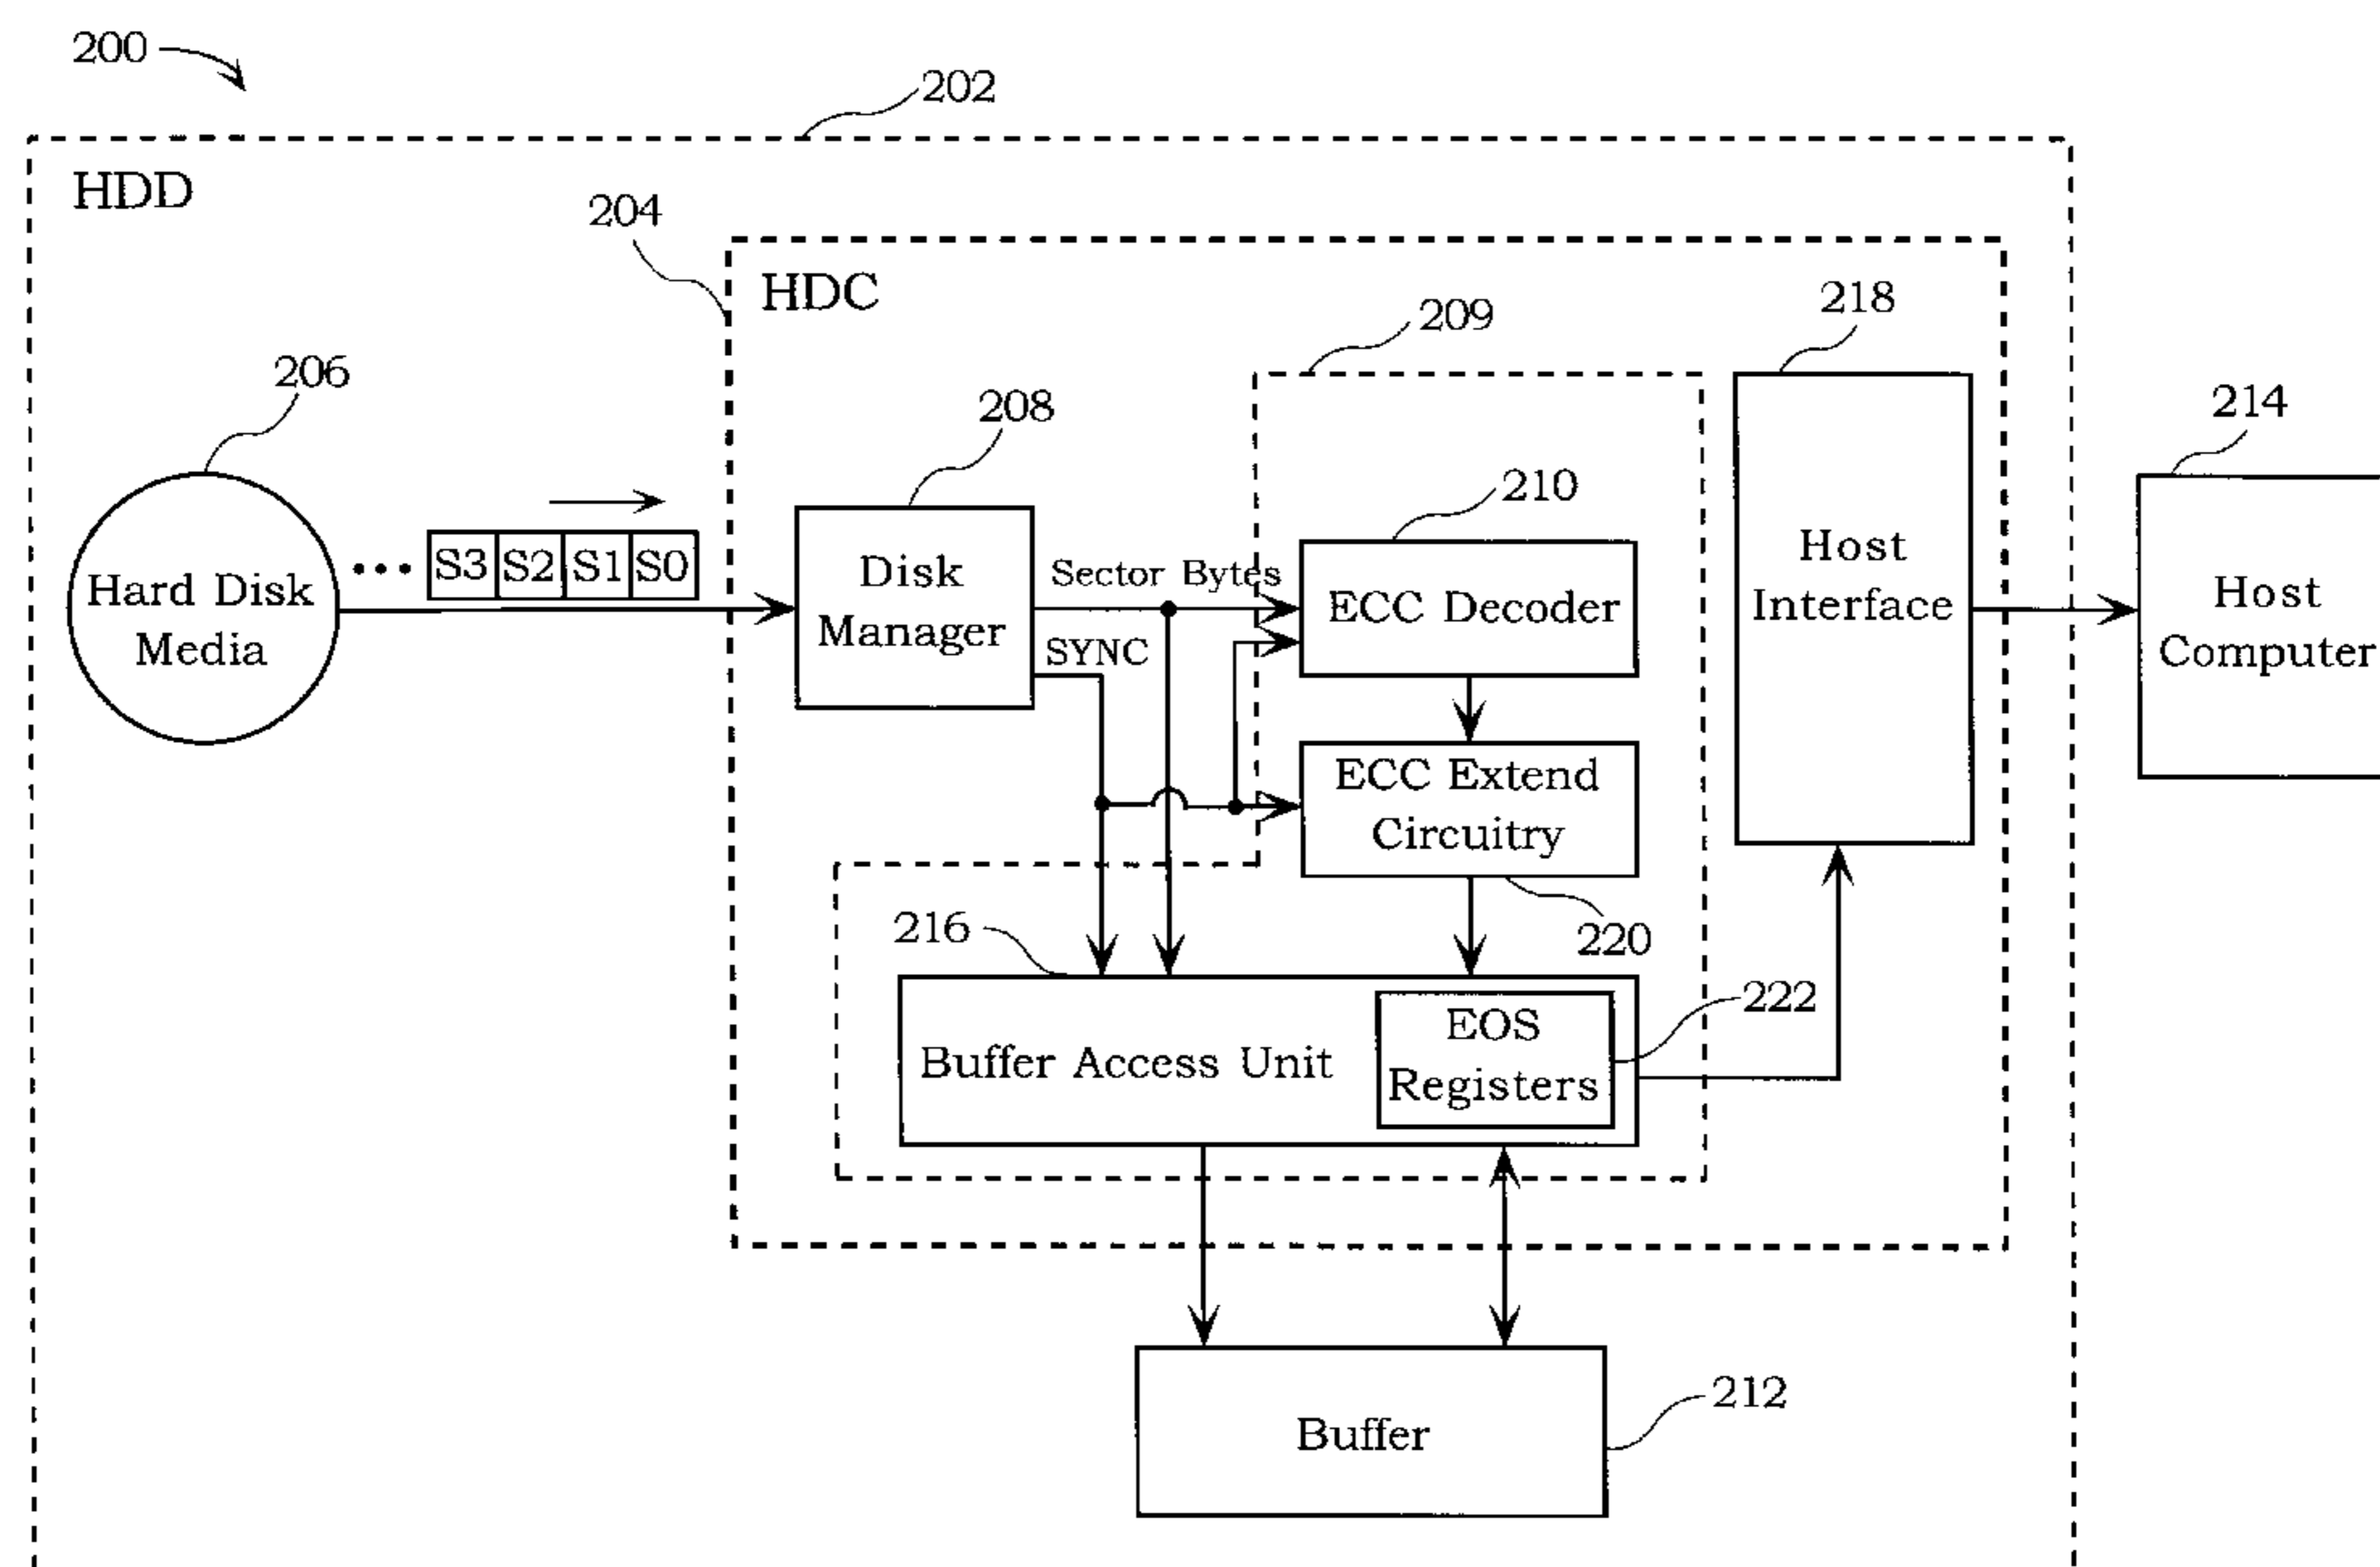 200
202
HDD
204
HDC
218
209
206
208
214
210
S3 S2 S1 S0
Hard Disk
Media
Disk
Manager
Sector Bytes
SYNC
ECC Decoder
Host
Interface
Host
Computer
ECC Extend
Circuitry
216
220
222
Buffer Access Unit
EOS
Registers
212
Buffer